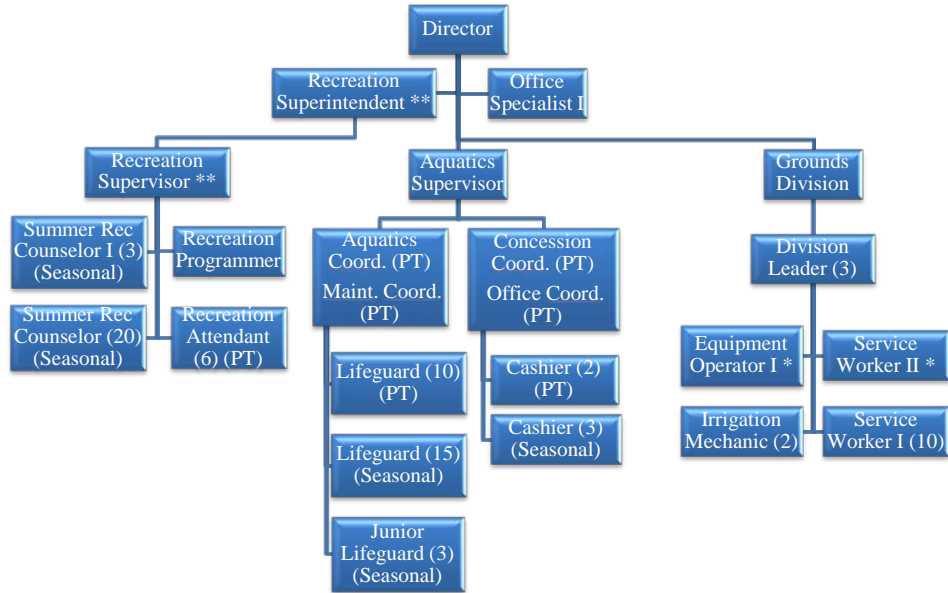 Director
Recreation
Superintendent **
Office
Specialist I
Recreation
Supervisor **
Aquatics
Supervisor
Grounds
Division
Summer Rec
Counselor I (3)
(Seasonal)
Recreation
Programmer
Summer Rec
Counselor (20)
(Seasonal)
Recreation
Attendant
(6) (PT)
Aquatics
Coord. (PT)
Maint. Coord.
(PT)
Concession
Coord. (PT)
Office Coord.
(PT)
Lifeguard (10)
(PT)
Lifeguard (15)
(Seasonal)
Junior
Lifeguard (3)
(Seasonal)
Cashier (2)
(PT)
Cashier (3)
(Seasonal)
Division
Leader (3)
Equipment
Operator I *
Service
Worker II *
Irrigation
Mechanic (2)
Service
Worker I (10)